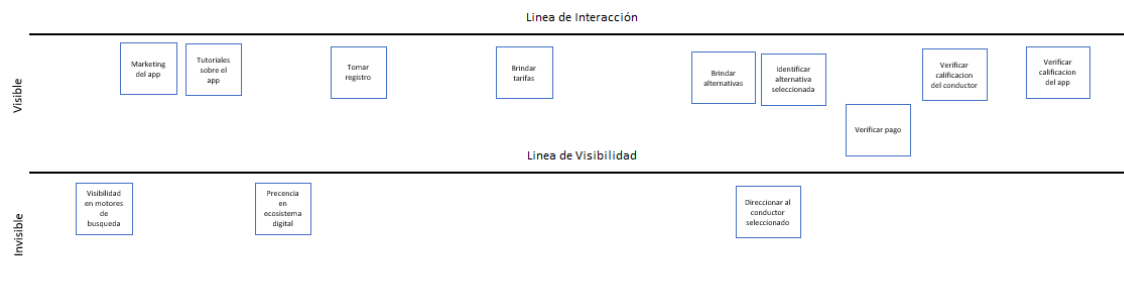 Linea de Interacción
Visible
Marketing
del app
Tutoriales
sobre el
app
Tomar
registro
Brindar
tarifas
Brindar
alternativas
Identificar
alternativa
seleccionada
Verificar pago
Verificar
calificacion
del conductor
Verificar
calificacion
del app
Linea de Visibilidad
Invisible
Visibilidad
en motores
de
busqueda
Precencia
en
ecosistema
digital
Direccionar al
conductor
seleccionado